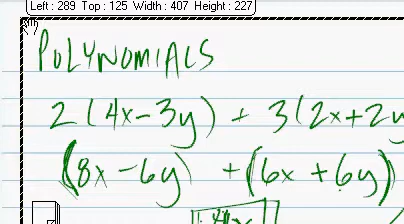 Left : 289 Top : 125 Width : 407 Height : 227
POLYNOMIALS
2(4x-3y) + 3(2x+2y
(8x-6y) +(6x+6y)